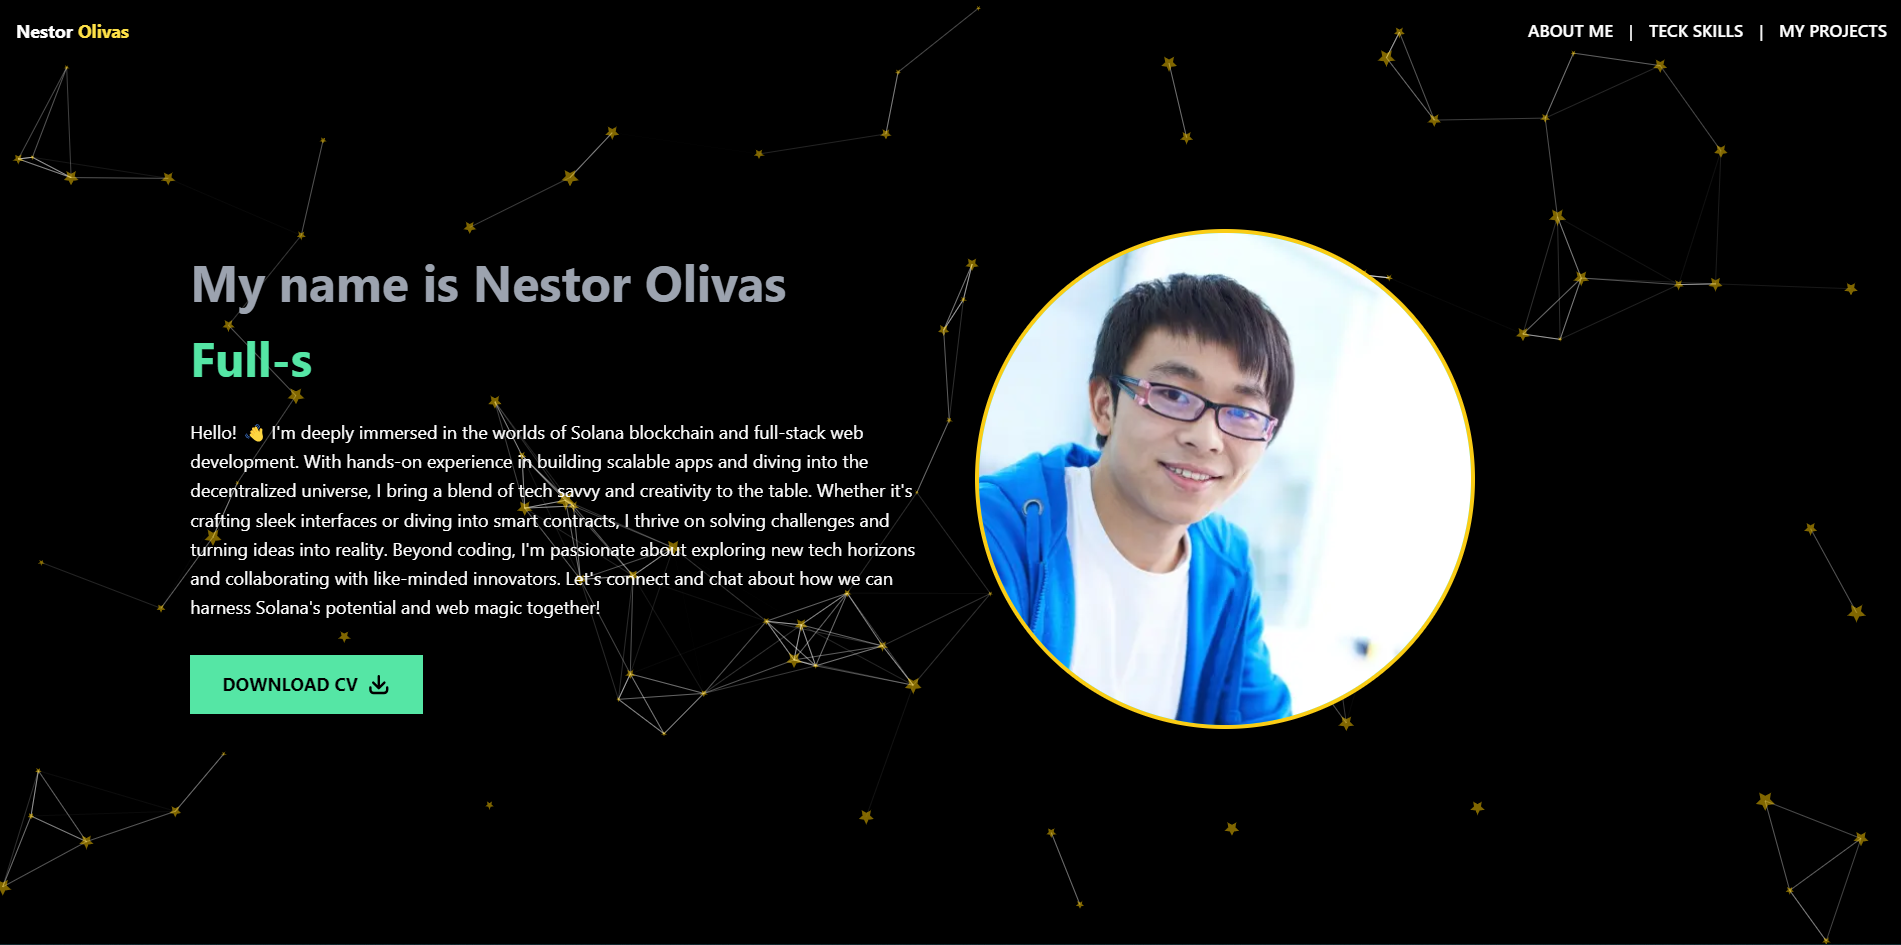 Nestor Olivas
ABOUT ME | TECK SKILLS | MY PROJECTS
My name is Nestor Olivas
Full-s
Hello! 👋 I'm deeply immersed in the worlds of Solana blockchain and full-stack web
development. With hands-on experience in building scalable apps and diving into the
decentralized universe, I bring a blend of tech savvy and creativity to the table. Whether it's
crafting sleek interfaces or diving into smart contracts, I thrive on solving challenges and
turning ideas into reality. Beyond coding, I'm passionate about exploring new tech horizons
and collaborating with like-minded innovators. Let's connect and chat about how we can
harness Solana's potential and web magic together!
DOWNLOAD CV